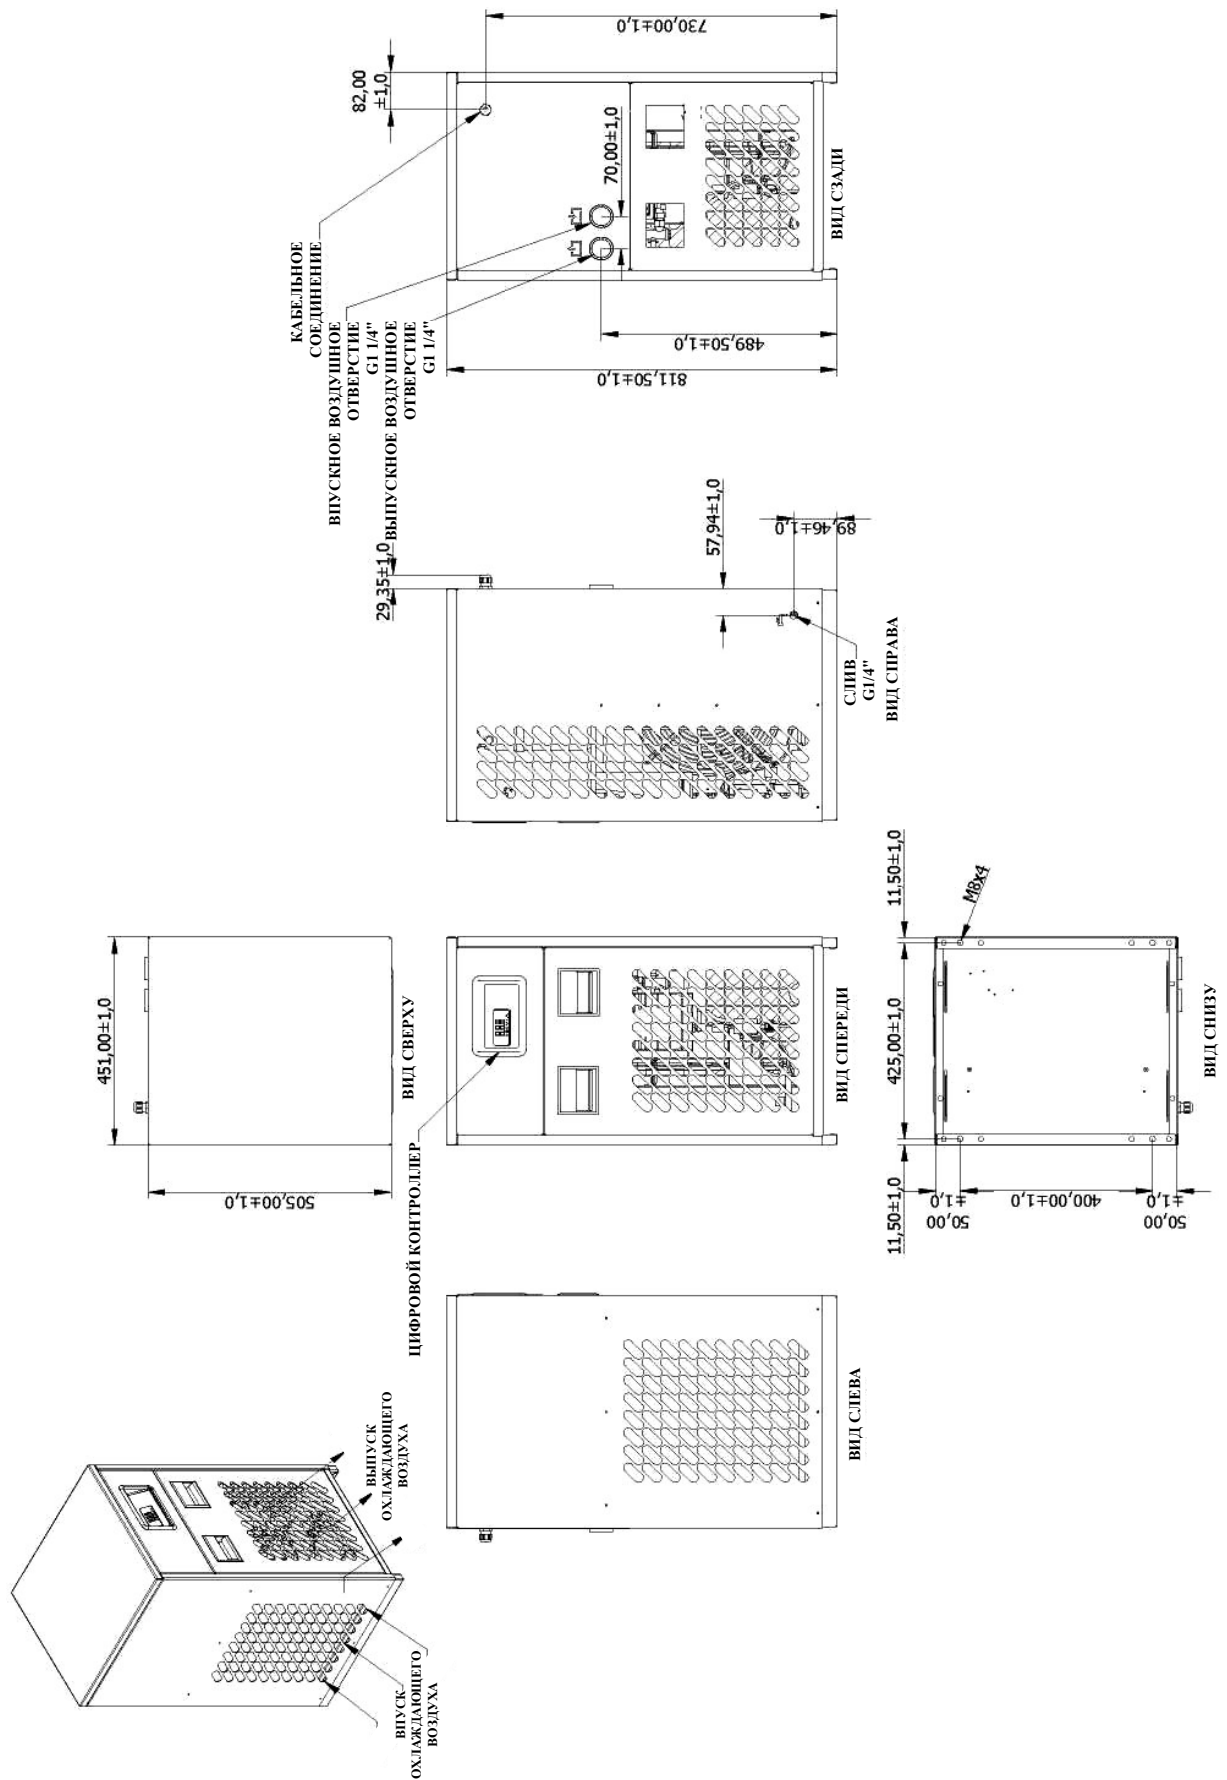 730,00±1,0
82,00
±1,0
70,00±1,0
ВИД СЗАДИ
КАБЕЛЬНОЕ
СОЕДИНЕНИЕ
ВПУСКНОЕ ВОЗДУШНОЕ
ОТВЕРСТИЕ
G1 1/4"
ВЫПУСКНОЕ ВОЗДУШНОЕ
ОТВЕРСТИЕ
G1 1/4"
489,50±1,0
811,50±1,0
29,35±1,0
57,94±1,0
89,46±1,0
СЛИВ
G1/4"
ВИД СПРАВА
451,00±1,0
505,00±1,0
ВИД СВЕРХУ
ЦИФРОВОЙ КОНТРОЛЛЕР
ВИД СПЕРЕДИ
11,50±1,0
M8x4
425,00±1,0
11,50±1,0
50,00
±1,0
400,00±1,0
50,00
±1,0
ВИД СНИЗУ
ВИД СЛЕВА
ВЫПУСК
ОХЛАЖДАЮЩЕГО
ВОЗДУХА
ВПУСК
ОХЛАЖДАЮЩЕГО
ВОЗДУХА